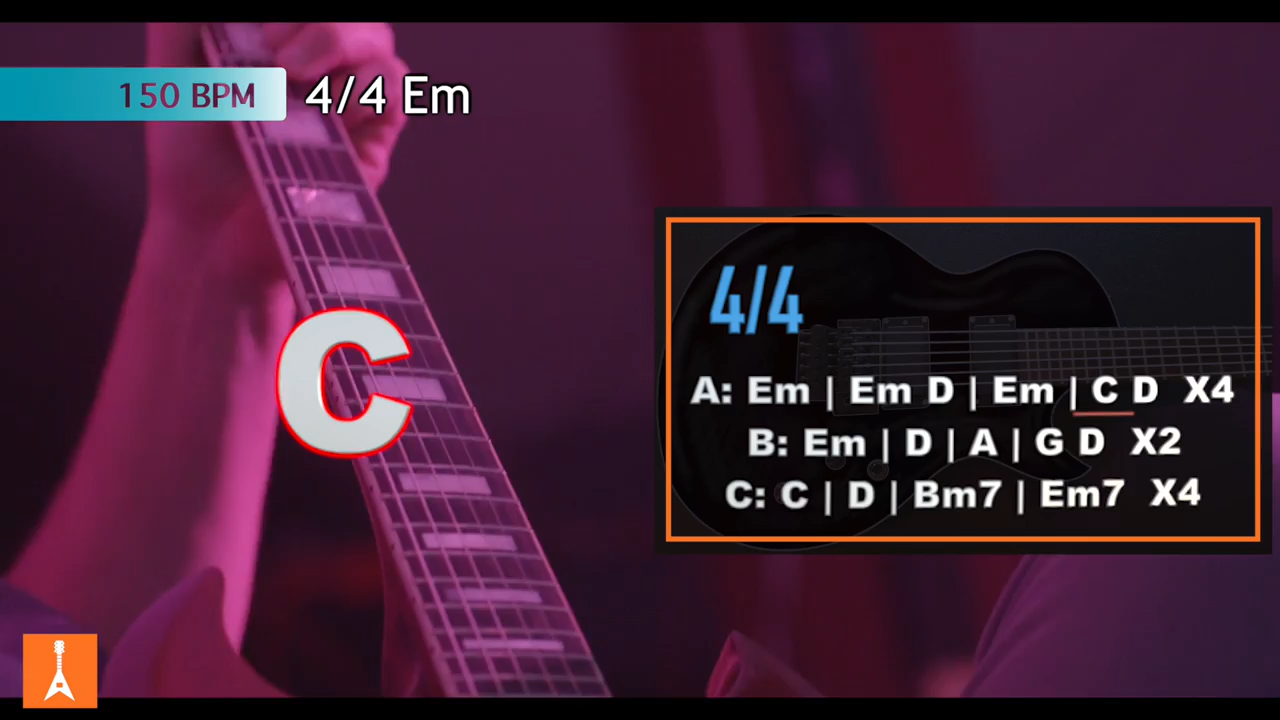 150 BPM
4/4 Em
C
4/4
A: Em | Em D | Em | C D X4
B: Em | D | A | G D X2
C: C | D | Bm7 | Em7 X4